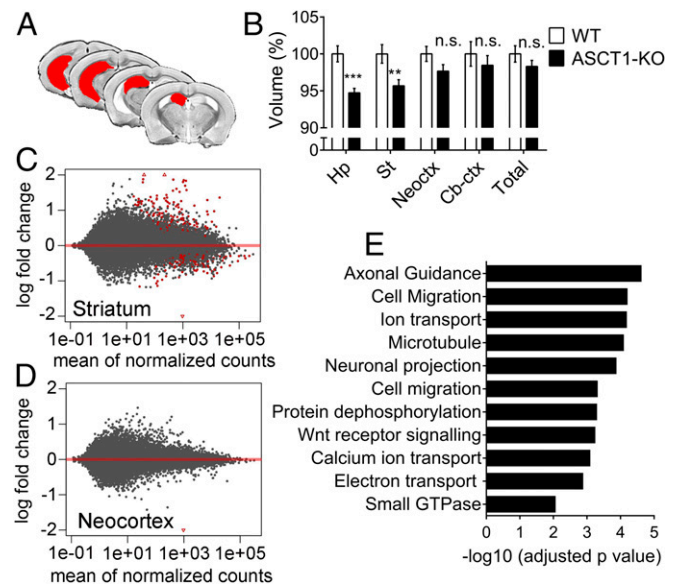 A
B
WT
ASCT1-KO
Volume (%)
105
100
95
90
0
***
**
n.s.
n.s.
n.s.
Hp
St
Neoctx
Cb-ctx
Total
C
log fold change
2
1
0
-1
-2
Striatum
1e-01 1e+01 1e+03 1e+05
mean of normalized counts
D
log fold change
2
1
0
-1
-2
Neocortex
1e-01 1e+01 1e+03 1e+05
mean of normalized counts
E
Axonal Guidance
Cell Migration
Ion transport
Microtubule
Neuronal projection
Cell migration
Protein dephosphorylation
Wnt receptor signalling
Calcium ion transport
Electron transport
Small GTPase
0 1 2 3 4 5
-log10 (adjusted p value)